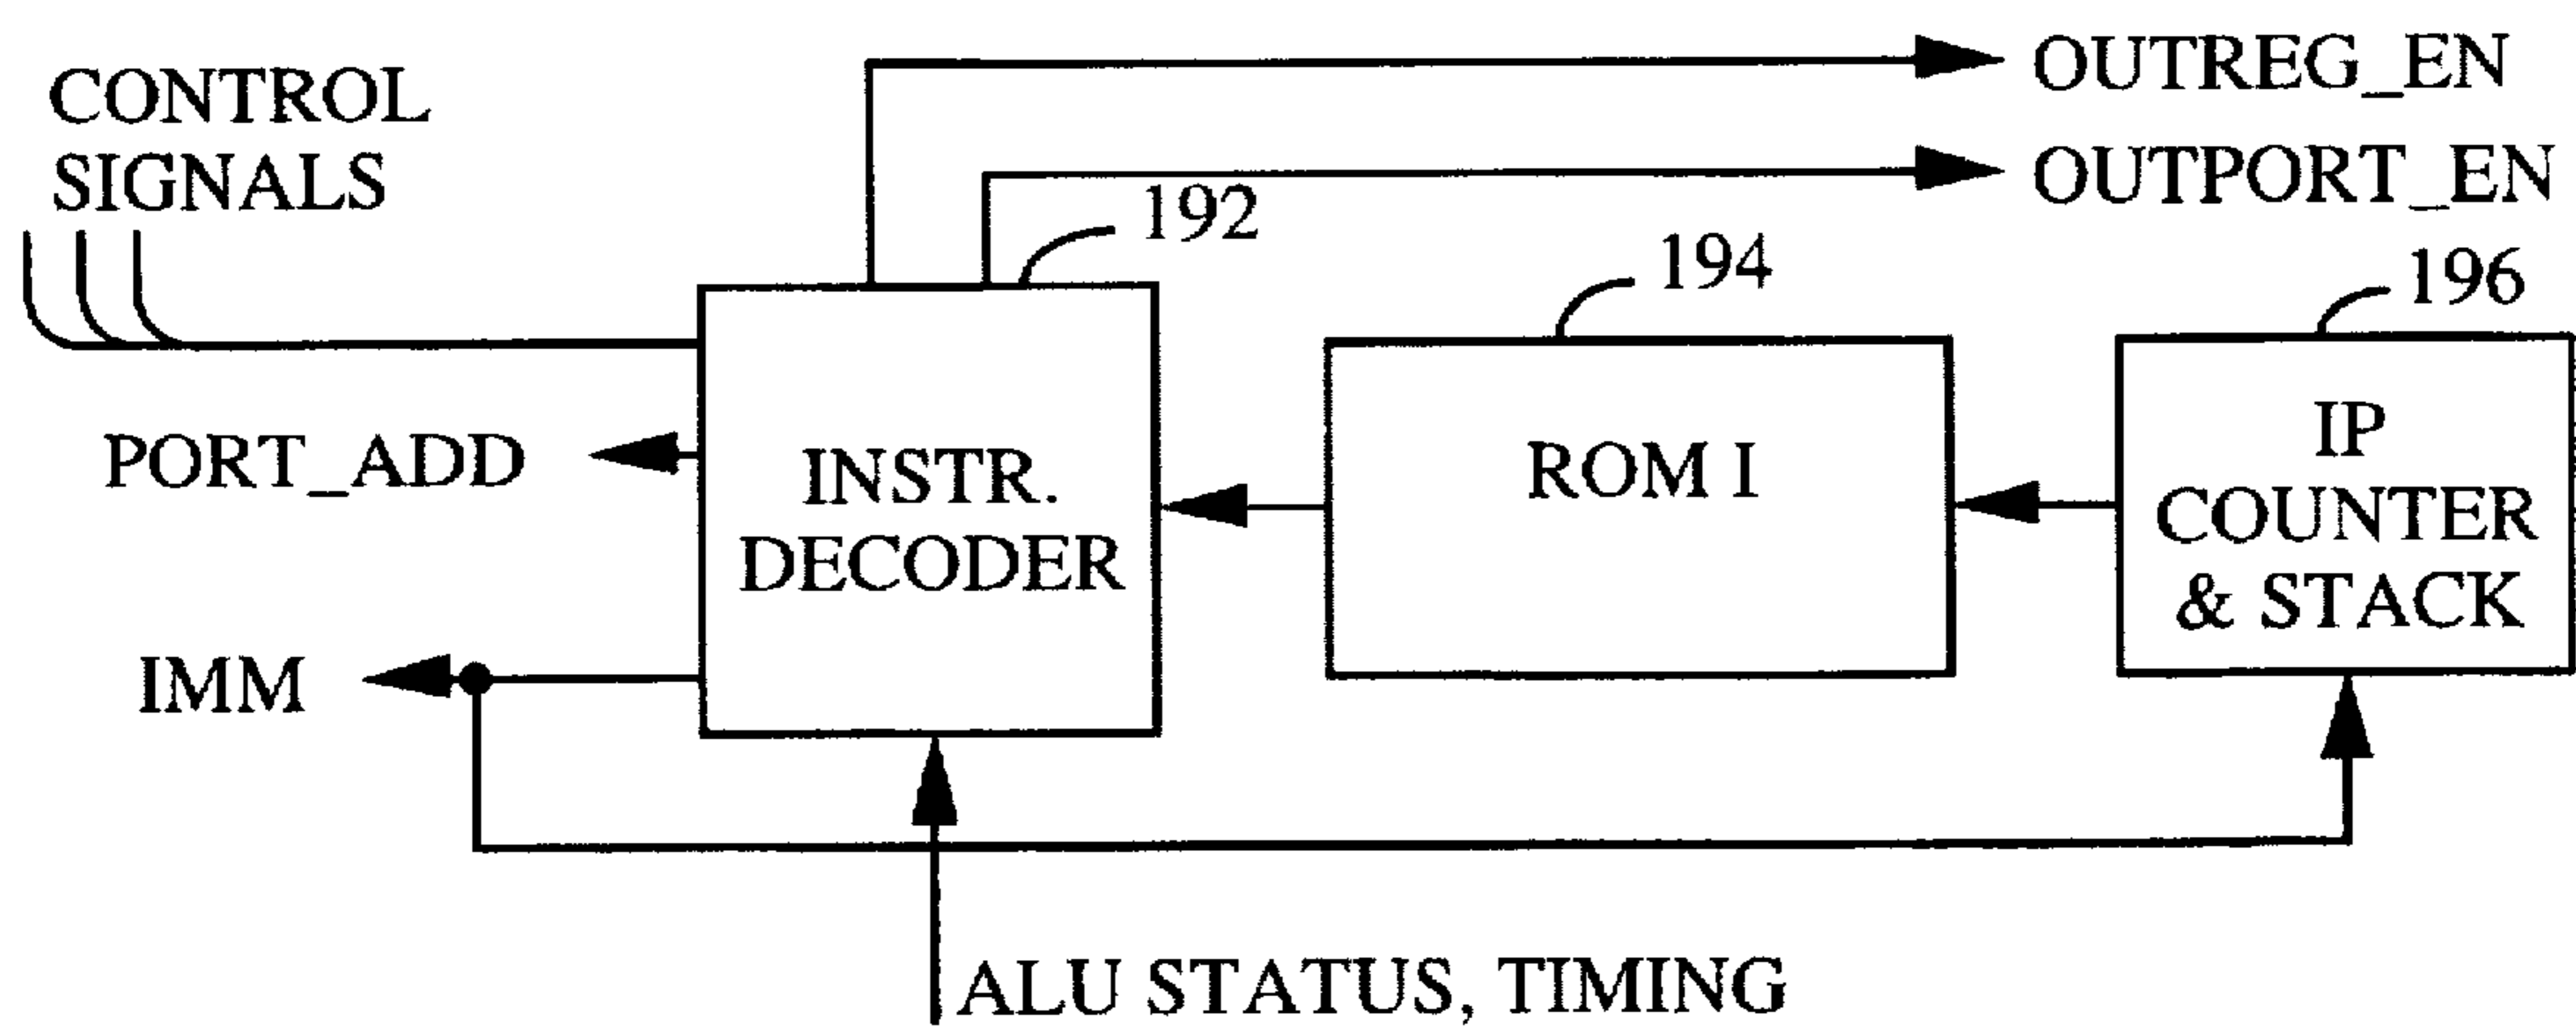 CONTROL
SIGNALS
OUTREG_EN
OUTPORT_EN
192
194
196
PORT_ADD
INSTR.
DECODER
ROM I
IP
COUNTER
& STACK
IMM
ALU STATUS, TIMING